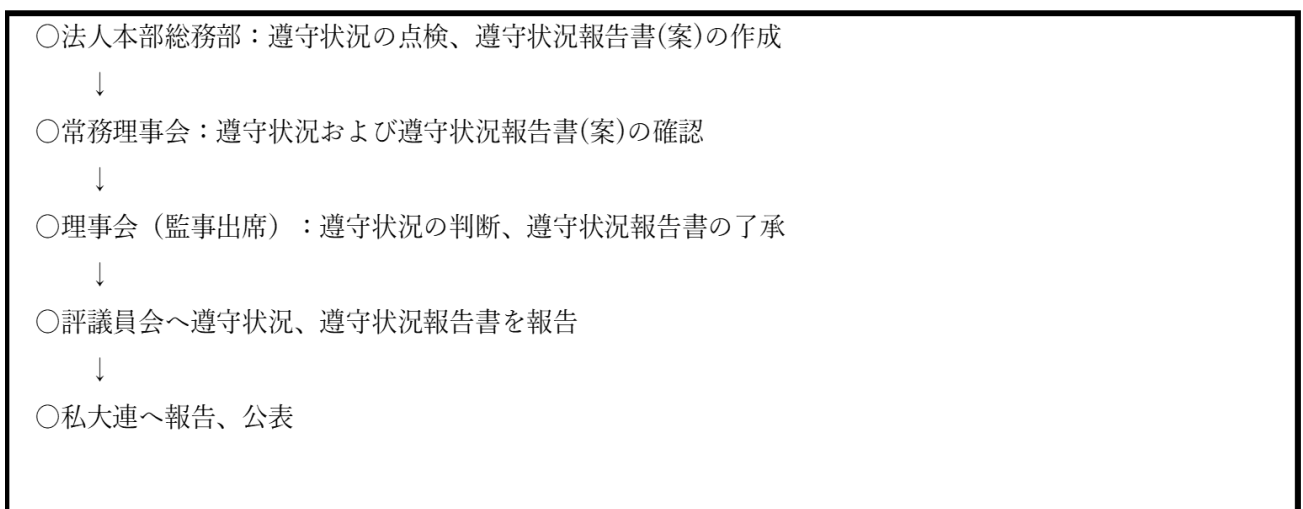 ○法人本部総務部：遵守状況の点検、遵守状況報告書(案)の作成
↓
○常務理事会：遵守状況および遵守状況報告書(案)の確認
↓
○理事会（監事出席）：遵守状況の判断、遵守状況報告書の了承
↓
○評議員会へ遵守状況、遵守状況報告書を報告
↓
○私大連へ報告、公表